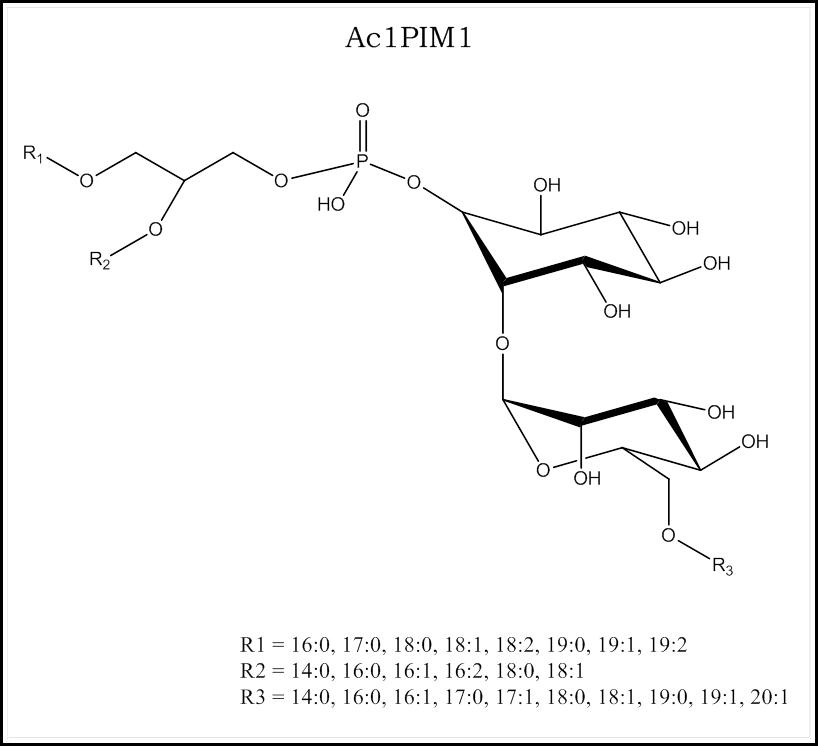 Ac1PIM1
O
R1
O
O
P
O
HO
OH
O
R2
OH
OH
OH
O
OH
OH
O
OH
O
R3
R1 = 16:0, 17:0, 18:0, 18:1, 18:2, 19:0, 19:1, 19:2
R2 = 14:0, 16:0, 16:1, 16:2, 18:0, 18:1
R3 = 14:0, 16:0, 16:1, 17:0, 17:1, 18:0, 18:1, 19:0, 19:1, 20:1